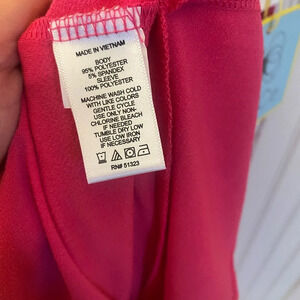 MADE IN VIETNAM
BODY
95% POLYESTER
5% SPANDEX
SLEEVE
100% POLYESTER
MACHINE WASH COLD
WITH LIKE COLORS
GENTLE CYCLE
USE ONLY NON-
CHLORINE BLEACH
IF NEEDED
TUMBLE DRY LOW
USE LOW IRON
IF NECESSARY
RN# 51323